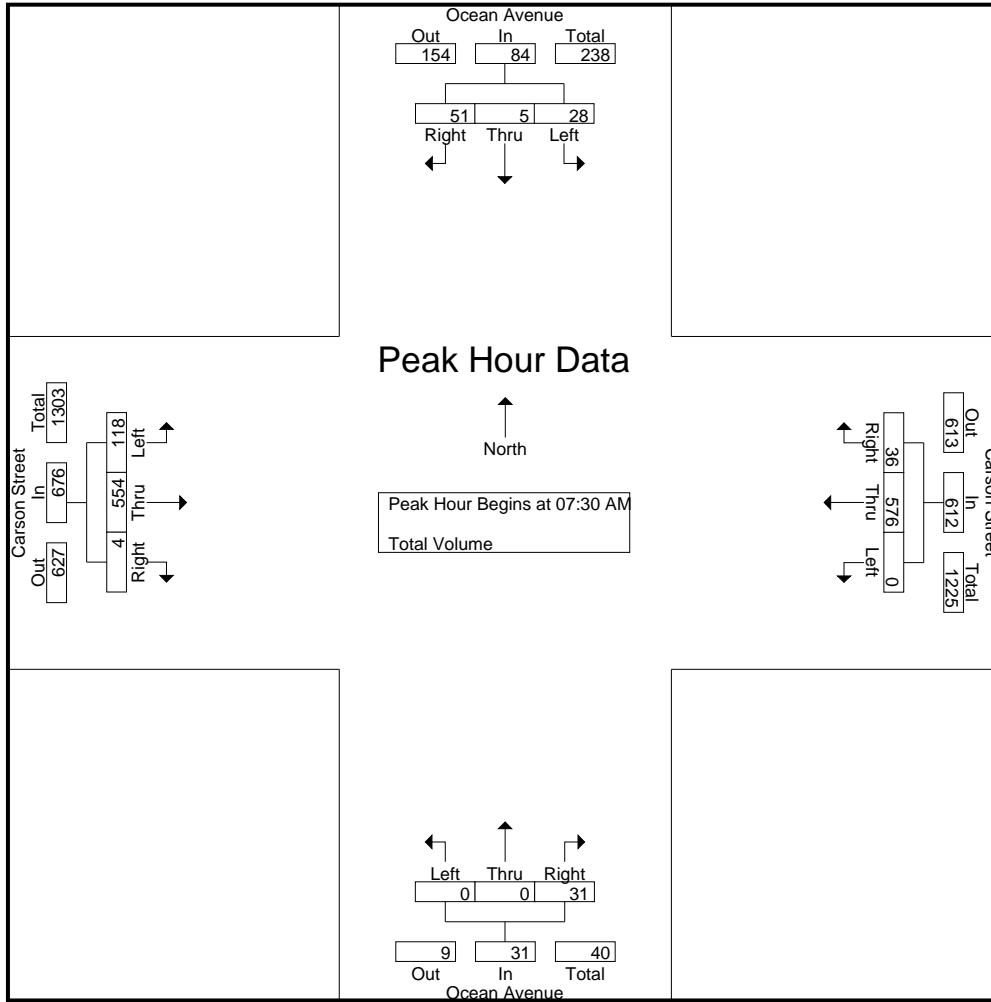 Ocean Avenue
Out In Total
154 84 238
51 5 28
Right Thru Left
Peak Hour Data
North
Peak Hour Begins at 07:30 AM
Total Volume
Carson Street
Total In Out
1303 676 627
118 554 4
Left Thru Right
Carson Street
Out In Total
613 612 1225
36 576 0
Right Thru Left
Left Thru Right
0 0 31
9 31 40
Out In Total
Ocean Avenue